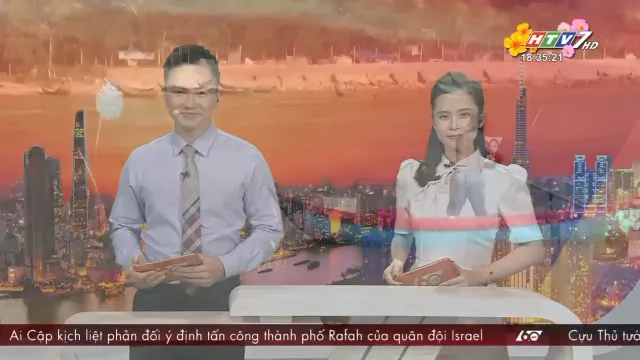 HTV7 HD
18:35:21
Ai Cập kịch liệt phản đối ý định tấn công thành phố Rafah của quân đội Israel 60 Cựu Thủ tướ